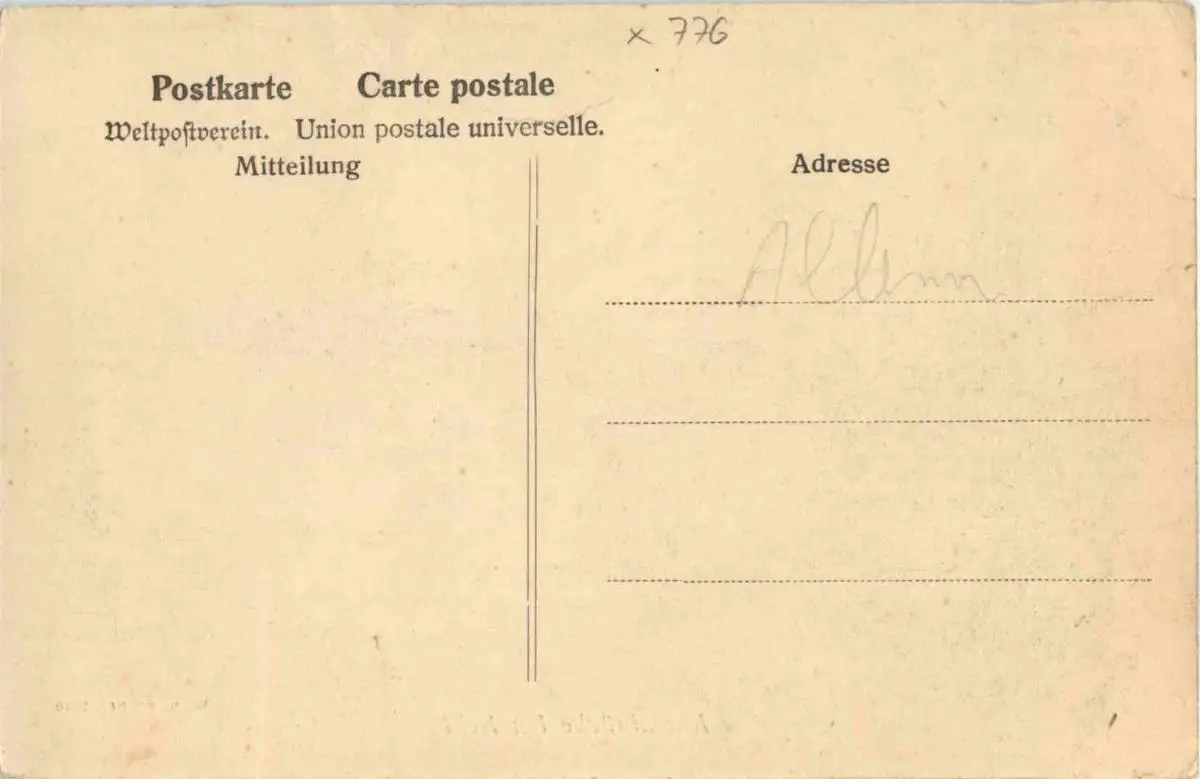 x 776
Postkarte Carte postale
Weltpostverein. Union postale universelle.
Mitteilung
Adresse